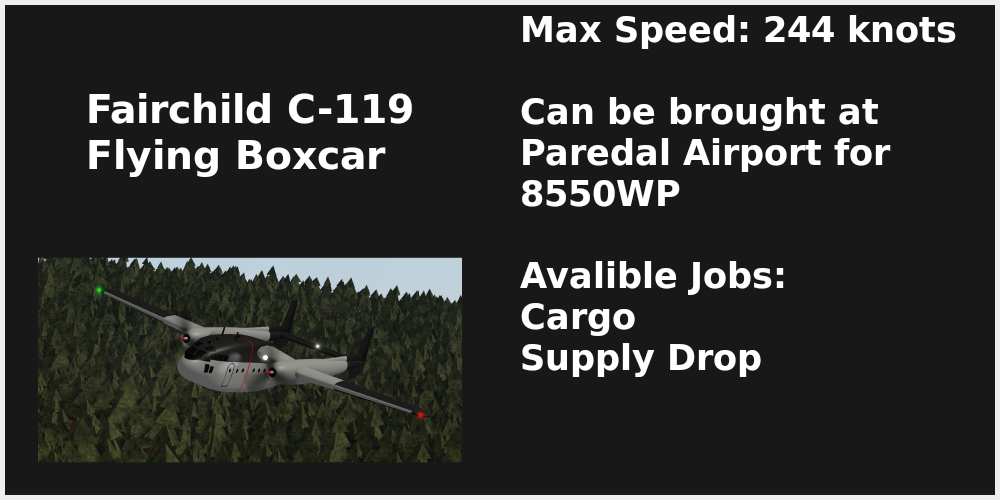 Fairchild C-119
Flying Boxcar
Max Speed: 244 knots
Can be brought at
Paredal Airport for
8550WP
Avalible Jobs:
Cargo
Supply Drop